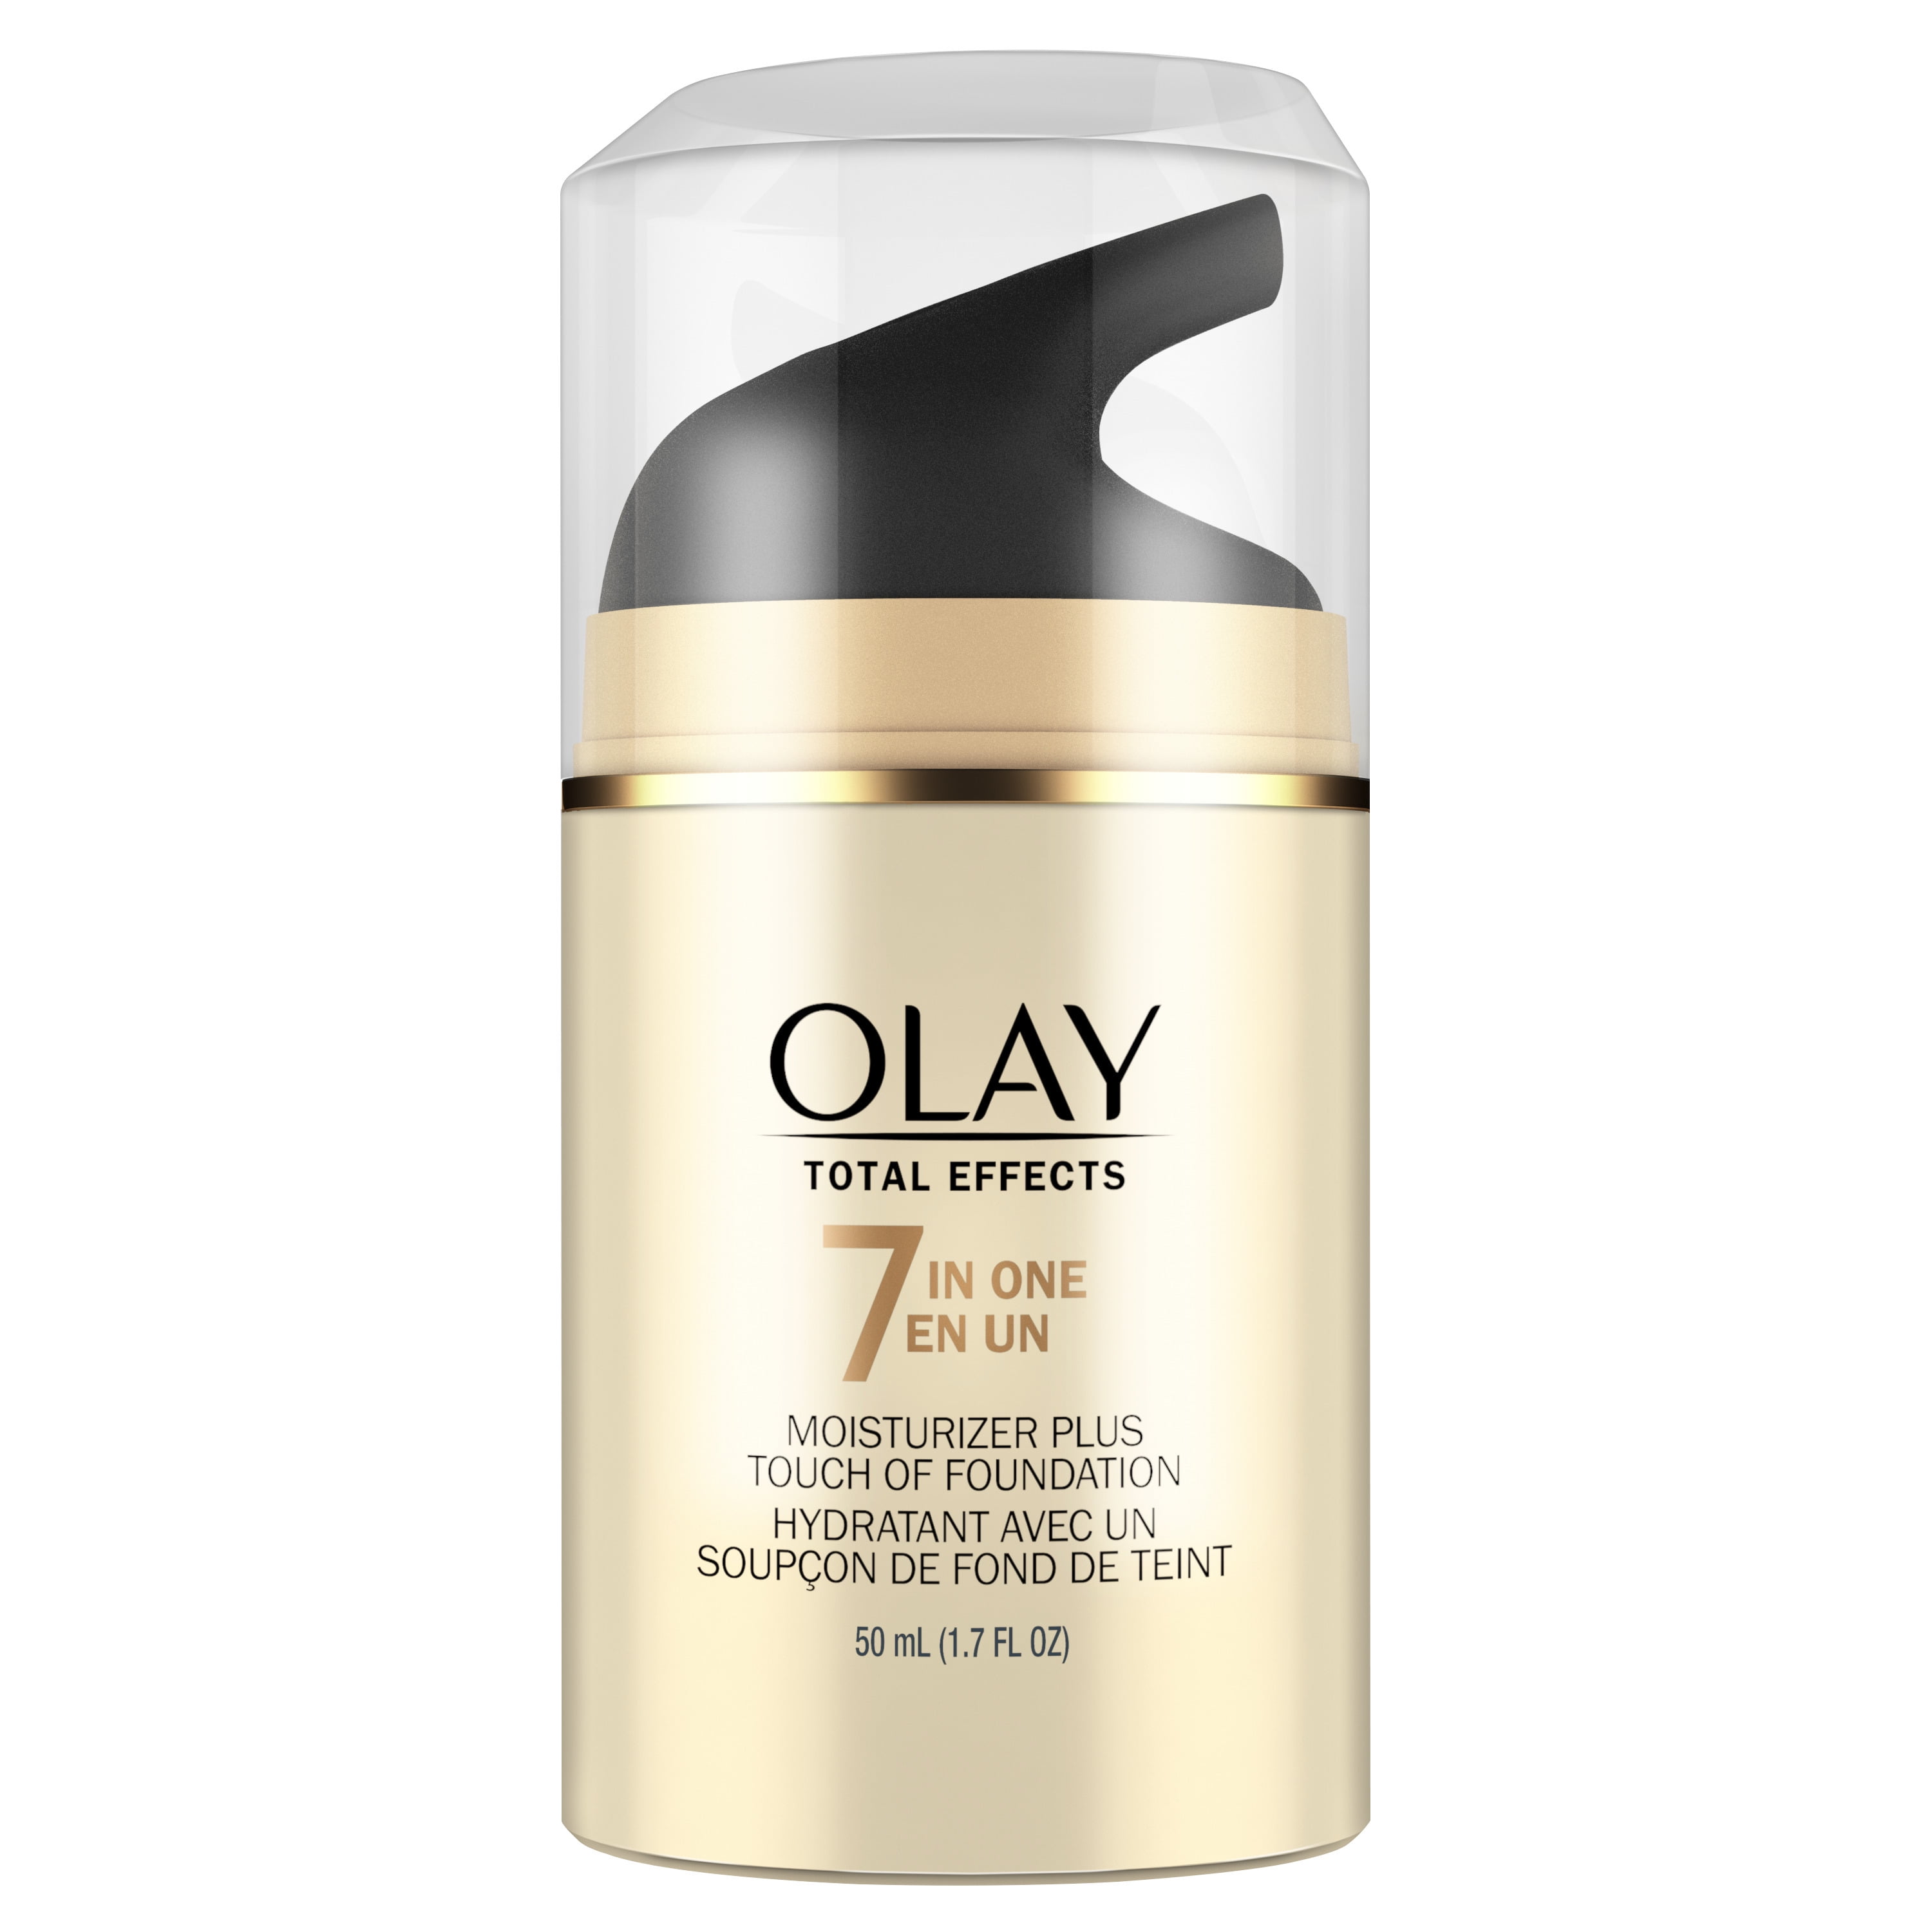 OLAY
TOTAL EFFECTS
7 IN ONE
EN UN
MOISTURIZER PLUS
TOUCH OF FOUNDATION
HYDRATANT AVEC UN
SOUPÇON DE FOND DE TEINT
50 mL (1.7 FL OZ)